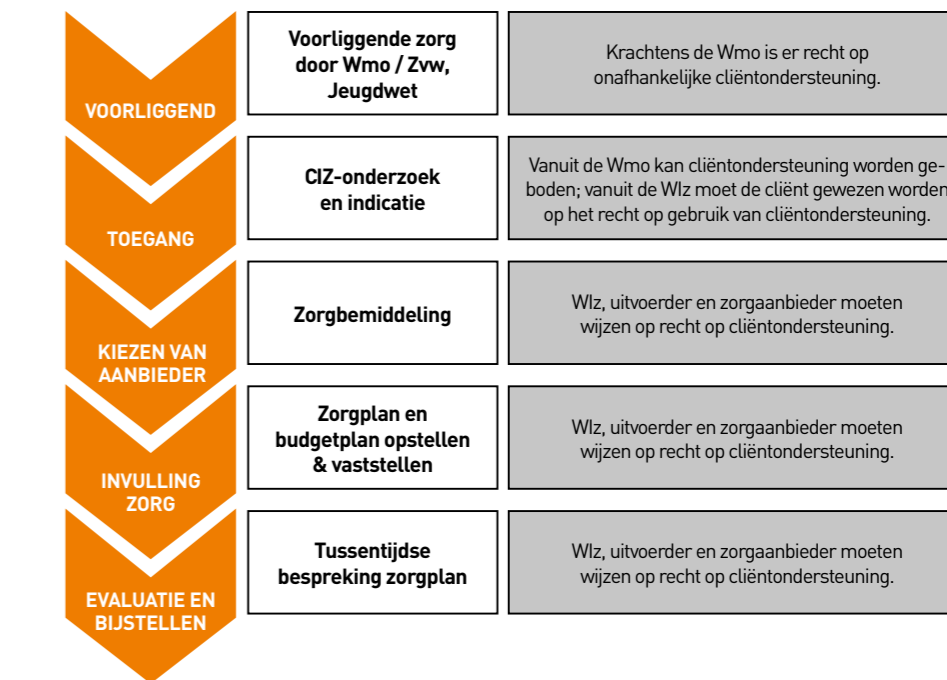 VOORLIGGEND
Voorliggende zorg
door Wmo / Zvw,
Jeugdwet
Krachtens de Wmo is er recht op
onafhankelijke cliëntondersteuning.
TOEGANG
CIZ-onderzoek
en indicatie
Vanuit de Wmo kan cliëntondersteuning worden ge-
boden; vanuit de Wlz moet de cliënt gewezen worden
op het recht op gebruik van cliëntondersteuning.
KIEZEN VAN
AANBIEDER
Zorgbemiddeling
Wlz, uitvoerder en zorgaanbieder moeten
wijzen op recht op cliëntondersteuning.
INVULLING
ZORG
Zorgplan en
budgetplan opstellen
& vaststellen
Wlz, uitvoerder en zorgaanbieder moeten
wijzen op recht op cliëntondersteuning.
EVALUATIE EN
BIJSTELLEN
Tussentijdse
bespreking zorgplan
Wlz, uitvoerder en zorgaanbieder moeten
wijzen op recht op cliëntondersteuning.